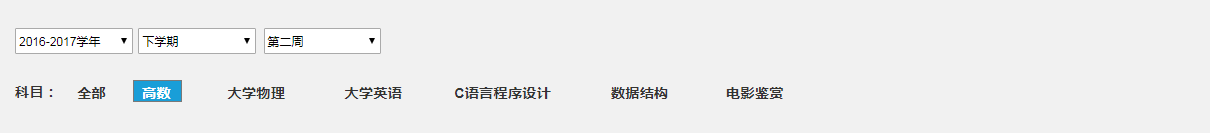 2016-2017学年 下学期 第二周
科目： 全部 高数 大学物理 大学英语 C语言程序设计 数据结构 电影鉴赏